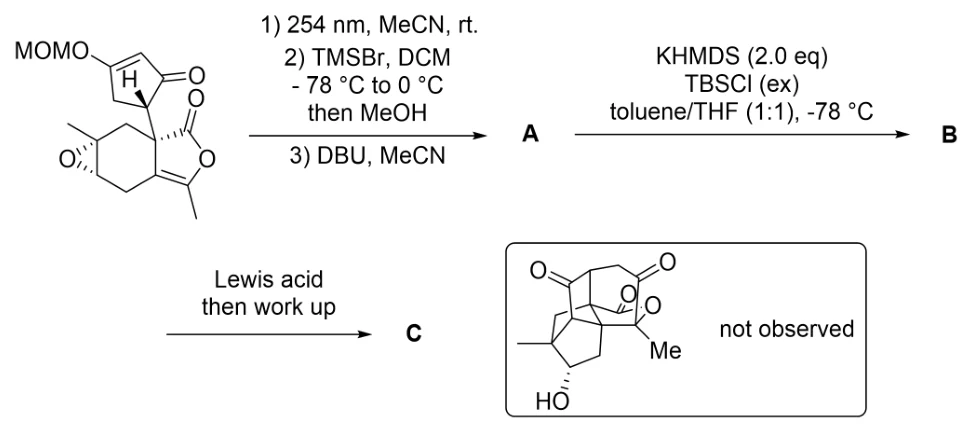 1) 254 nm, MeCN, rt.
2) TMSBr, DCM
- 78 °C to 0 °C
then MeOH
3) DBU, MeCN
MOMO
H
O
O
O
O
A
KHMDS (2.0 eq)
TBSCl (ex)
toluene/THF (1:1), -78 °C
B
Lewis acid
then work up
C
O
O
O
O
Me
HO
not observed